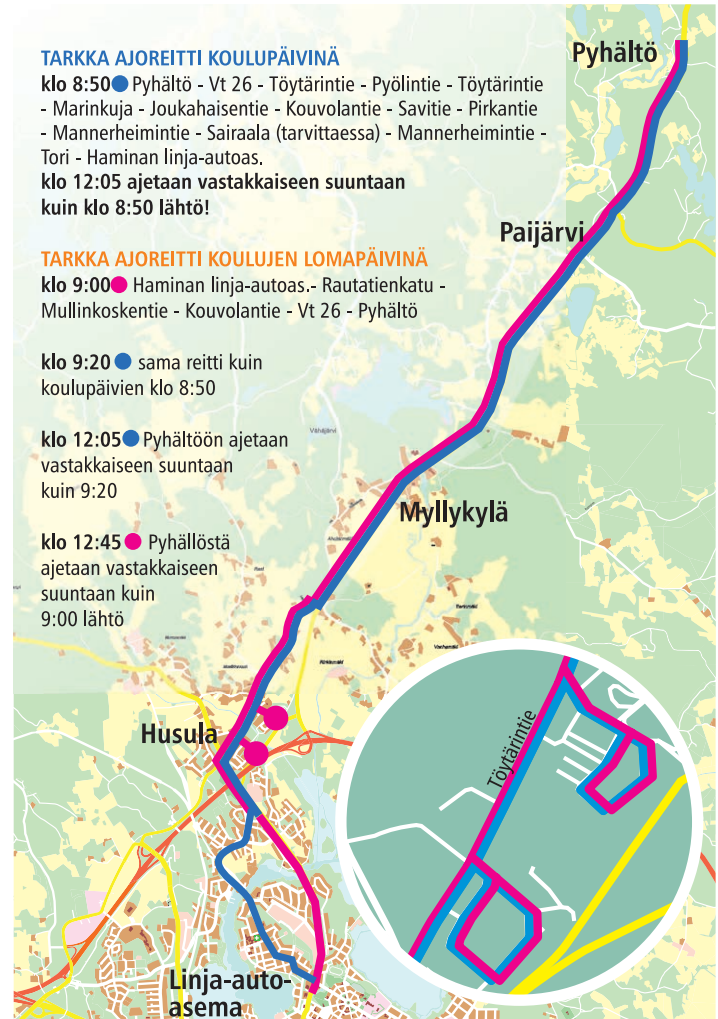 TARKKA AJOREITTI KOULUPÄIVINÄ
klo 8:50 Pyhältö - Vt 26 - Töytärintie - Pyölintie - Töytärintie
- Marinkuja - Joukahaisentie - Kouvolantie - Savitie - Pirkantie
- Mannerheimintie - Sairaala (tarvittaessa) - Mannerheimintie -
Tori - Haminan linja-autoas.
klo 12:05 ajetaan vastakkaiseen suuntaan
kuin klo 8:50 lähtö!
TARKKA AJOREITTI KOULUJEN LOMAPÄIVINÄ
klo 9:00 Haminan linja-autoas.- Rautatienkatu -
Mullinkoskentie - Kouvolantie - Vt 26 - Pyhältö
klo 9:20 sama reitti kuin
koulupäivien klo 8:50
klo 12:05 Pyhältöön ajetaan
vastakkaiseen suuntaan
kuin 9:20
klo 12:45 Pyhällöstä
ajetaan vastakkaiseen
suuntaan kuin
9:00 lähtö
Pyhältö
Paijärvi
Vähäjärvi
Myllykylä
Husula
Töytärintie
Linja-auto-
asema